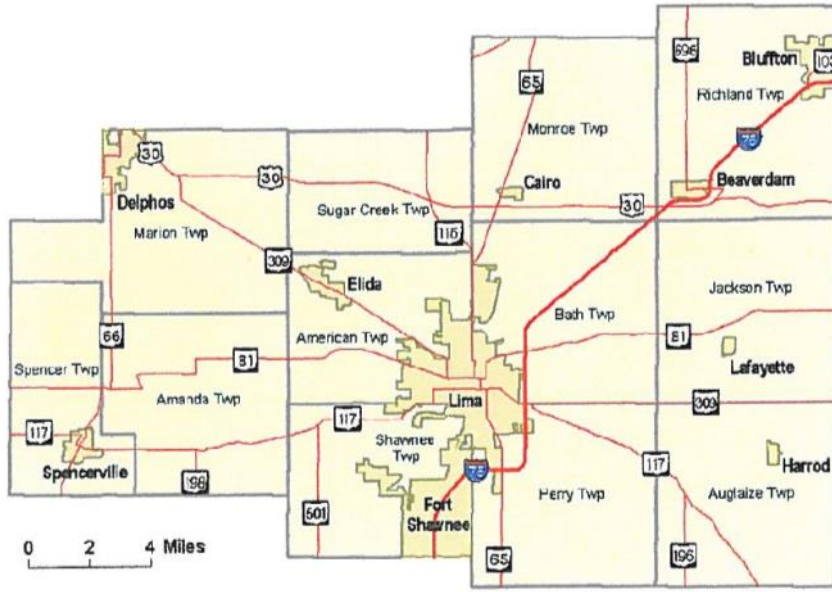 696
Bluffton
103
65
Richland Twp
Monroe Twp
75
30
30
Cairo
Beaverdam
Delphos
Sugar Creek Twp
30
Marion Twp
115
309
Elida
Jackson Twp
66
American Twp
Bath Twp
81
81
Spencer Twp
Lafayette
Amanda Twp
Lima
309
117
117
Shawnee
Twp
Spencerville
75
117
Harrod
198
Perry Twp
Auglaize Twp
501
Fort
Shawnee
0 2 4 Miles
65
196